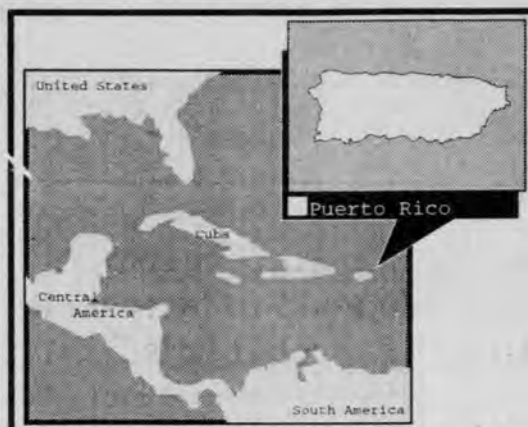 United States
Puerto Rico
Cuba
Central
America
South America